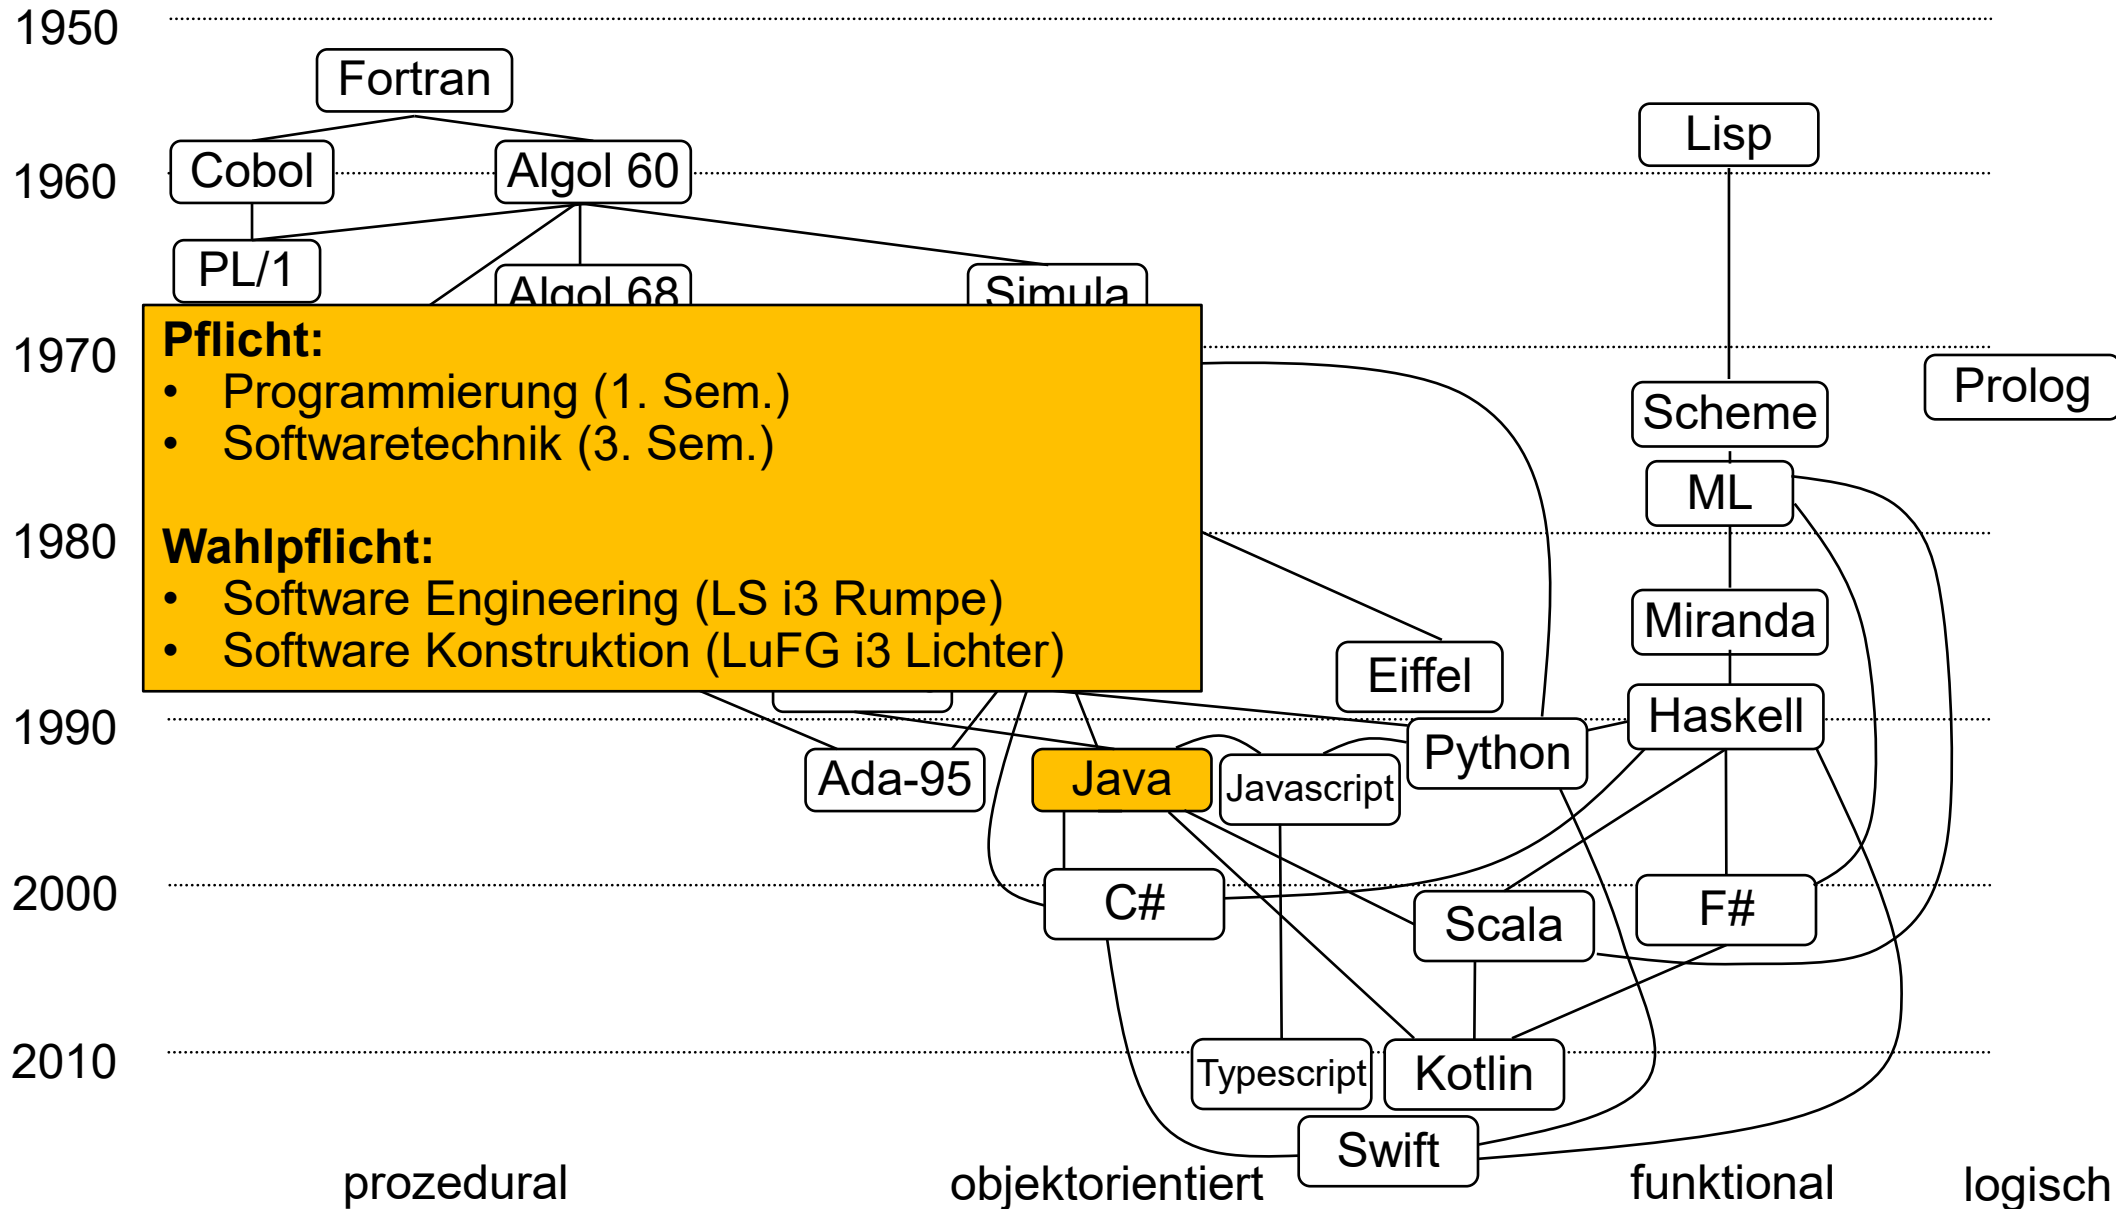 1950
Fortran
Lisp
Cobol
Algol 60
1960
PL/1
Algol 68
Simula
Pflicht:
1970
Prolog
• Programmierung (1. Sem.)
Scheme
• Softwaretechnik (3. Sem.)
ML
1980
Wahlpflicht:
• Software Engineering (LS i3 Rumpe)
Miranda
• Software Konstruktion (LuFG i3 Lichter)
Eiffel
Haskell
1990
Python
Ada-95
Java
Javascript
2000
C#
Scala
F#
2010
Typescript
Kotlin
Swift
prozedural
objektorientiert
funktional
logisch